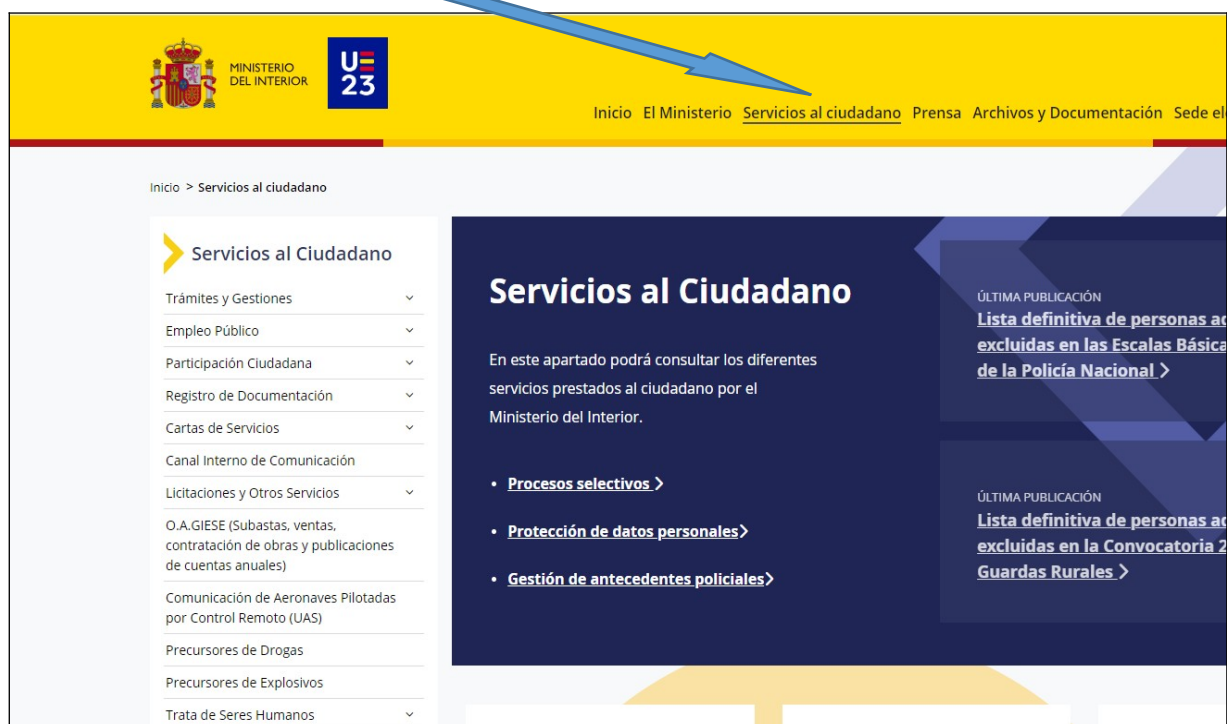 MINISTERIO
DEL INTERIOR
UE
23
Inicio El Ministerio Servicios al ciudadano Prensa Archivos y Documentación Sede
Inicio > Servicios al ciudadano
Servicios al Ciudadano
Trámites y Gestiones
Empleo Público
Participación Ciudadana
Registro de Documentación
Cartas de Servicios
Canal Interno de Comunicación
Licitaciones y Otros Servicios
O.A.GIESE (Subastas, ventas,
contratación de obras y publicaciones
de cuentas anuales)
Comunicación de Aeronaves Pilotadas
por Control Remoto (UAS)
Precursores de Drogas
Precursores de Explosivos
Trata de Seres Humanos
Servicios al Ciudadano
En este apartado podrá consultar los diferentes
servicios prestados al ciudadano por el
Ministerio del Interior.
• Procesos selectivos >
• Protección de datos personales>
• Gestión de antecedentes policiales>
ÚLTIMA PUBLICACIÓN
Lista definitiva de personas
excluidas en las Escalas
de la Policía Nacional >
ÚLTIMA PUBLICACIÓN
Lista definitiva de personas
excluidas en la Convocatoria
Guardas Rurales >